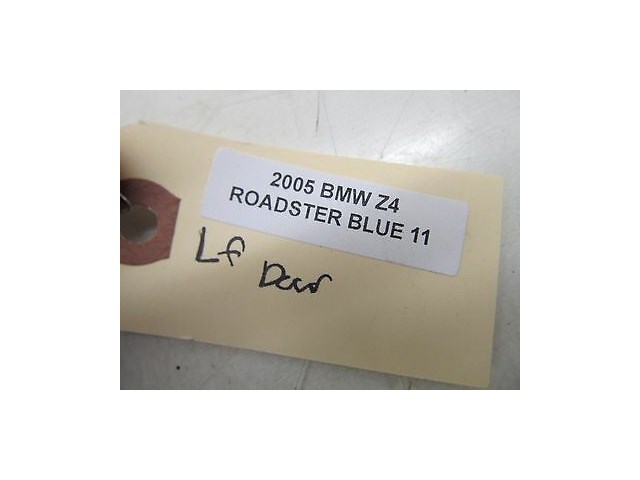 2005 BMW Z4
ROADSTER BLUE 11
Lf Door